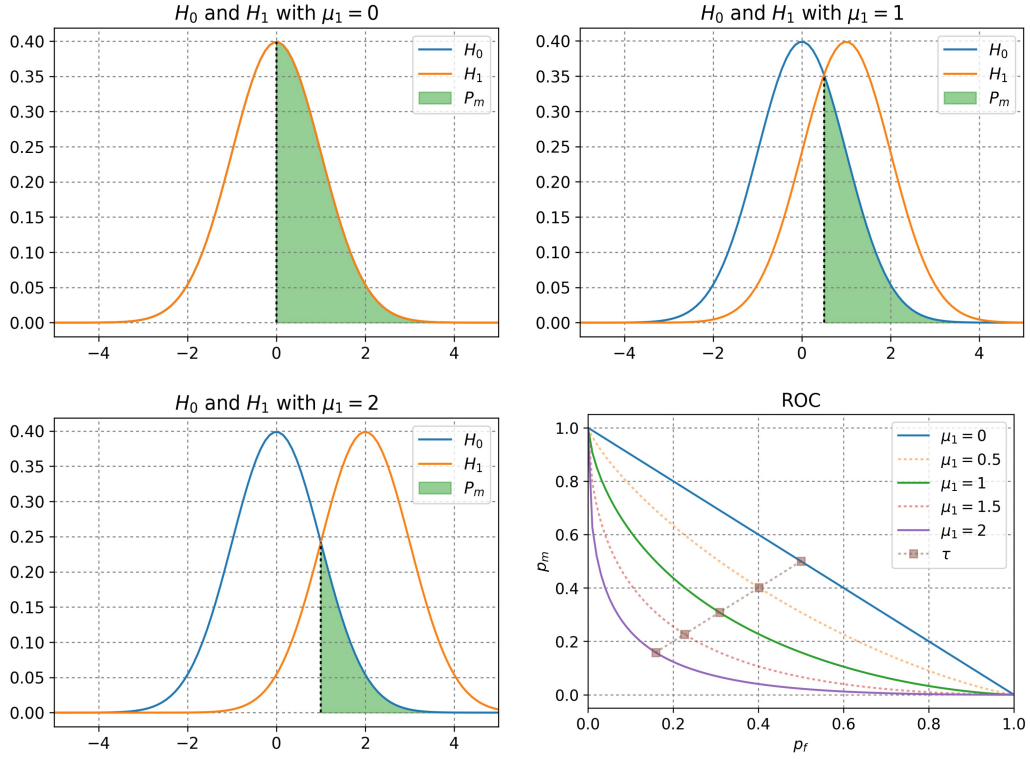 H₀ and H₁ with μ₁ = 0
0.40
0.35
0.30
0.25
0.20
0.15
0.10
0.05
0.00
−4
−2
0
2
4
H₀
H₁
Pₘ
H₀ and H₁ with μ₁ = 1
0.40
0.35
0.30
0.25
0.20
0.15
0.10
0.05
0.00
−4
−2
0
2
4
H₀
H₁
Pₘ
H₀ and H₁ with μ₁ = 2
0.40
0.35
0.30
0.25
0.20
0.15
0.10
0.05
0.00
−4
−2
0
2
4
H₀
H₁
Pₘ
ROC
pₘ
1.0
0.8
0.6
0.4
0.2
0.0
0.0
0.2
0.4
0.6
0.8
1.0
p_f
μ₁ = 0
μ₁ = 0.5
μ₁ = 1
μ₁ = 1.5
μ₁ = 2
τ